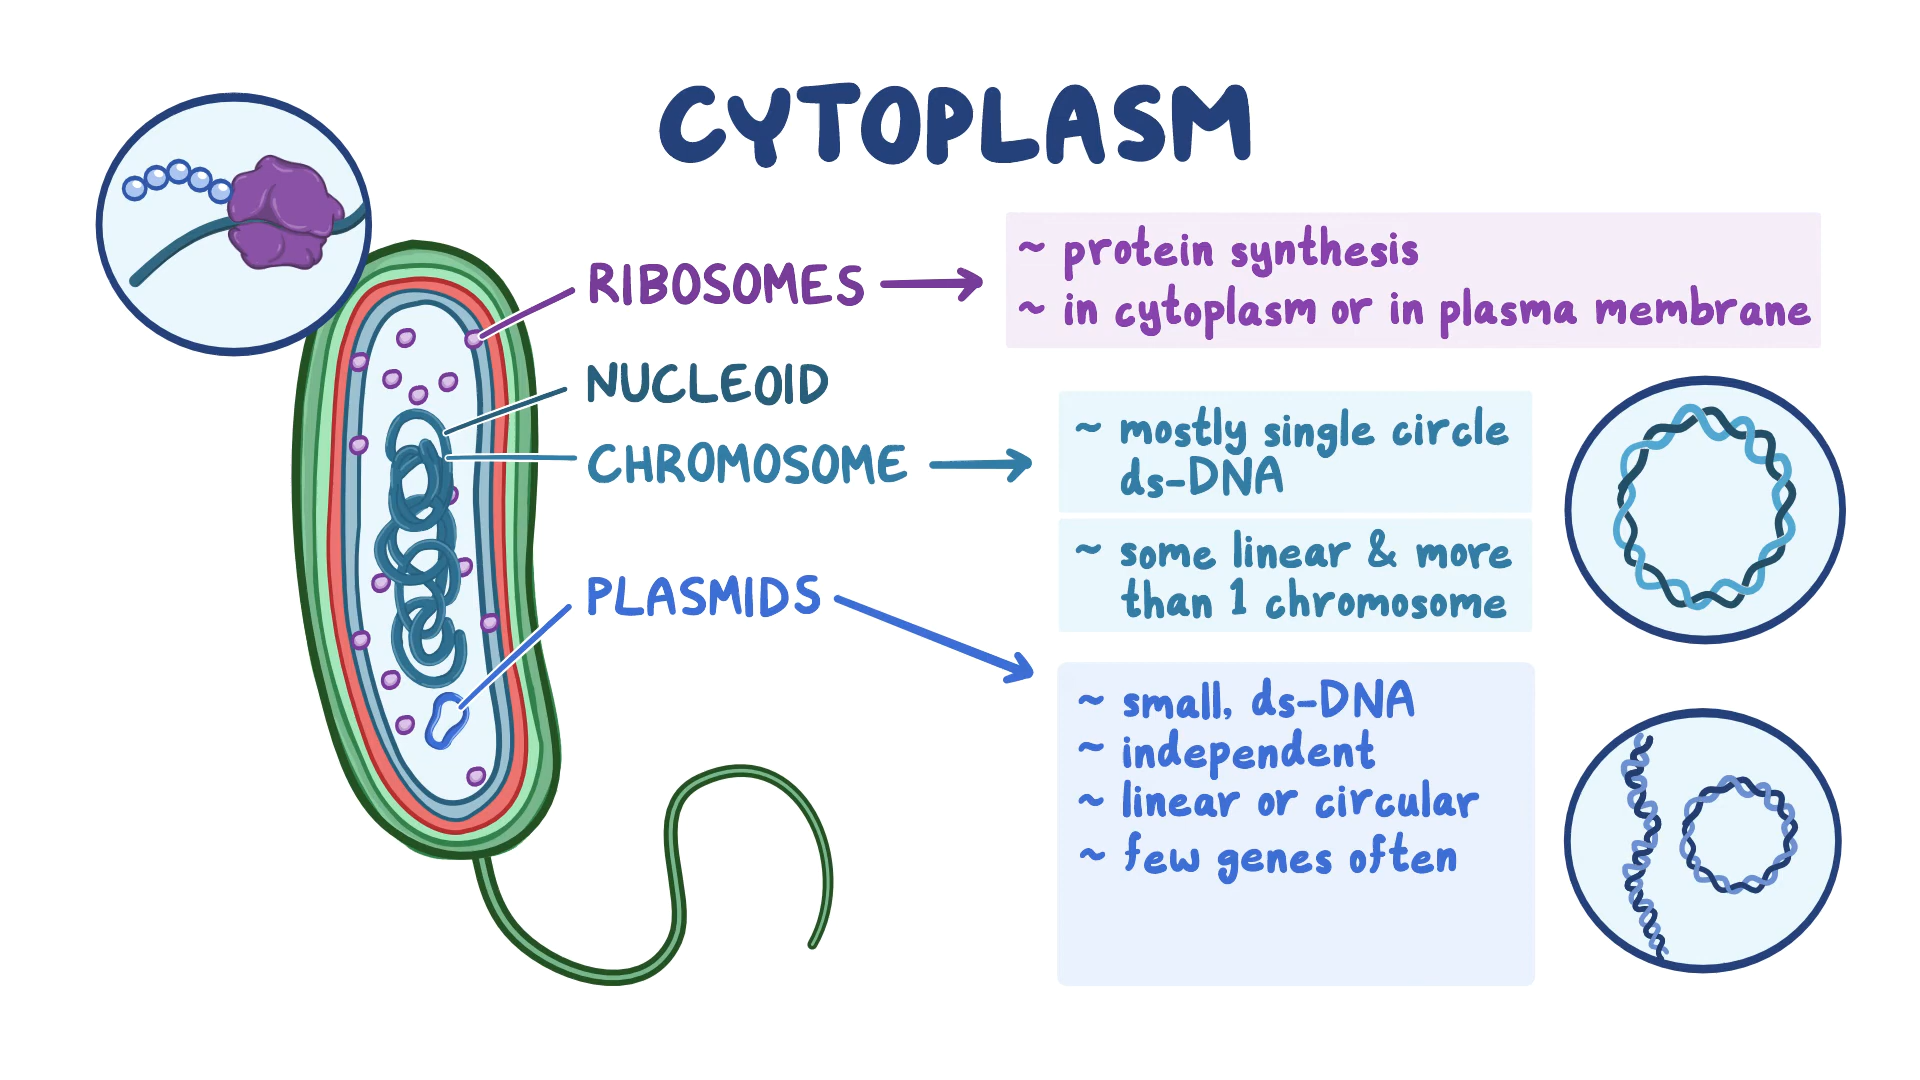 CYTOPLASM
RIBOSOMES
~ protein synthesis
~ in cytoplasm or in plasma membrane
NUCLEOID
CHROMOSOME
~ mostly single circle
ds-DNA
~ some linear & more
than 1 chromosome
PLASMIDS
~ small, ds-DNA
~ independent
~ linear or circular
~ few genes often